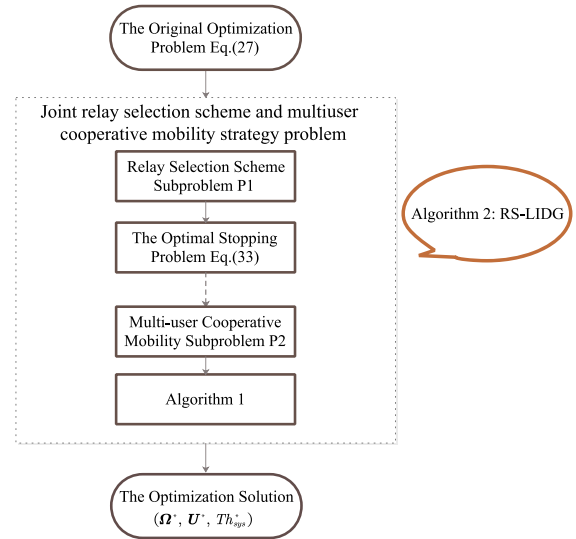 The Original Optimization
Problem Eq.(27)
Joint relay selection scheme and multiuser
cooperative mobility strategy problem
Relay Selection Scheme
Subproblem P1
The Optimal Stopping
Problem Eq.(33)
Multi-user Cooperative
Mobility Subproblem P2
Algorithm 1
Algorithm 2: RS-LIDG
The Optimization Solution
(Ω*, U*, Th*sys)